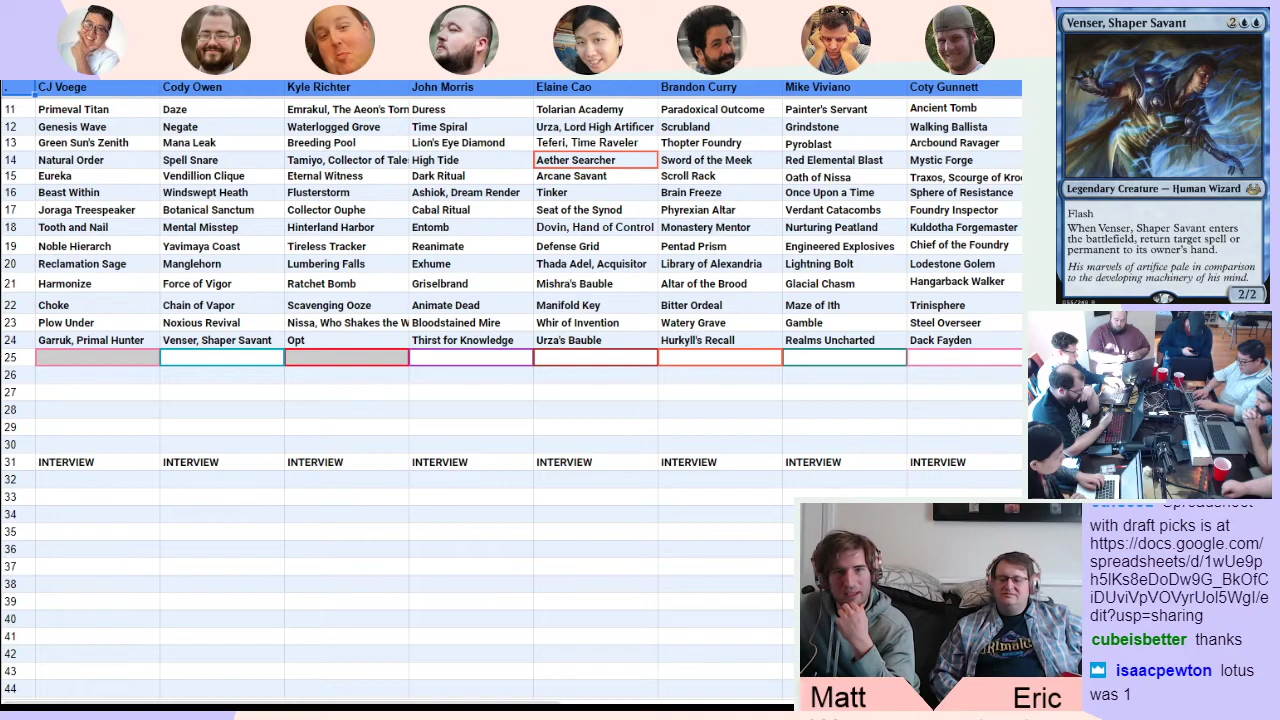 . CJ Voege Cody Owen Kyle Richter John Morris Elaine Cao Brandon Curry Mike Viviano Coty Gunnett
11 Primeval Titan Daze Emrakul, The Aeon's Torn Duress Tolarian Academy Paradoxical Outcome Painter's Servant Ancient Tomb
12 Genesis Wave Negate Waterlogged Grove Time Spiral Urza, Lord High Artificer Scrubland Grindstone Walking Ballista
13 Green Sun's Zenith Mana Leak Breeding Pool Lion's Eye Diamond Teferi, Time Raveler Thopter Foundry Pyroblast Arcbound Ravager
14 Natural Order Spell Snare Tamiyo, Collector of Tale High Tide Aether Searcher Sword of the Meek Red Elemental Blast Mystic Forge
15 Eureka Vendillion Clique Eternal Witness Dark Ritual Arcane Savant Scroll Rack Oath of Nissa Traxos, Scourge of Kroo
16 Beast Within Windswept Heath Flusterstorm Ashiok, Dream Render Tinker Brain Freeze Once Upon a Time Sphere of Resistance
17 Joraga Treespeaker Botanical Sanctum Collector Ouphe Cabal Ritual Seat of the Synod Phyrexian Altar Verdant Catacombs Foundry Inspector
18 Tooth and Nail Mental Misstep Hinterland Harbor Entomb Dovin, Hand of Control Monastery Mentor Nurturing Peatland Kuldotha Forgemaster
19 Noble Hierarch Yavimaya Coast Tireless Tracker Reanimate Defense Grid Pentad Prism Engineered Explosives Chief of the Foundry
20 Reclamation Sage Manglehorn Lumbering Falls Exhume Thada Adel, Acquisitor Library of Alexandria Lightning Bolt Lodestone Golem
21 Harmonize Force of Vigor Ratchet Bomb Griselbrand Mishra's Bauble Altar of the Brood Glacial Chasm Hangarback Walker
22 Choke Chain of Vapor Scavenging Ooze Animate Dead Manifold Key Bitter Ordeal Maze of Ith Trinisphere
23 Plow Under Noxious Revival Nissa, Who Shakes the W Bloodstained Mire Whir of Invention Watery Grave Gamble Steel Overseer
24 Garruk, Primal Hunter Venser, Shaper Savant Opt Thirst for Knowledge Urza's Bauble Hurkyll's Recall Realms Uncharted Dack Fayden
25
26
27
28
29
30
31 INTERVIEW INTERVIEW INTERVIEW INTERVIEW INTERVIEW INTERVIEW INTERVIEW INTERVIEW
32
33
34
35
36
37
38
39
40
41
42
43
44
Venser, Shaper Savant 2
Legendary Creature — Human Wizard
Flash
When Venser, Shaper Savant enters
the battlefield, return target spell or
permanent to its owner's hand.
His marvels of artifice pale in comparison
to the developing machinery of his mind.
2/2
Matt Eric
Spreadsheet
with draft picks is at
https://docs.google.com/
spreadsheets/d/1wUe9p
h5lKs8eDoDw9G_BkOfC
iDUviVpVOVyrUol5WgI/e
dit?usp=sharing
cubeisbetter thanks
isaacpewton lotus
was 1